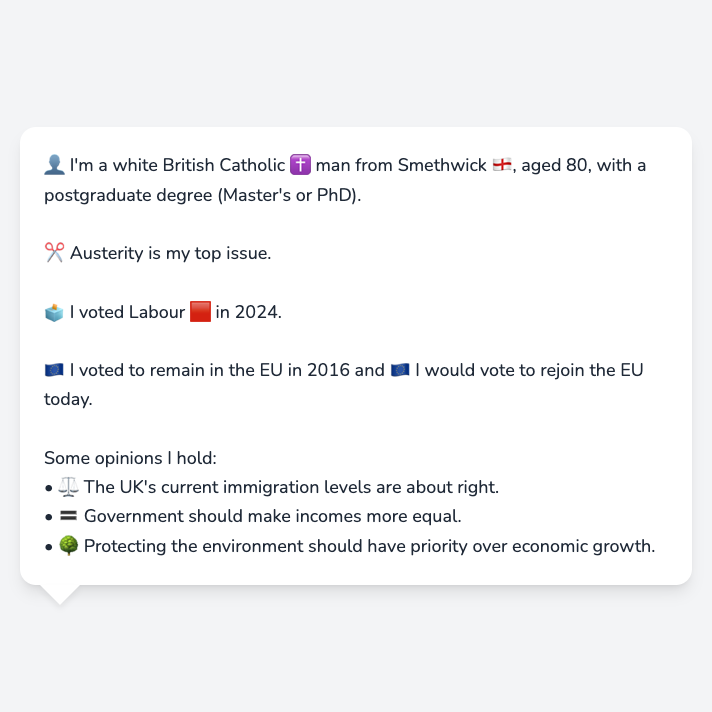 👤 I'm a white British Catholic ✝️ man from Smethwick 🏴󠁧󠁢󠁥󠁮󠁧󠁿, aged 80, with a
postgraduate degree (Master's or PhD).
✂️ Austerity is my top issue.
🗳️ I voted Labour 🟥 in 2024.
🇪🇺 I voted to remain in the EU in 2016 and 🇪🇺 I would vote to rejoin the EU
today.
Some opinions I hold:
• ⚖️ The UK's current immigration levels are about right.
• 🟰 Government should make incomes more equal.
• 🌳 Protecting the environment should have priority over economic growth.